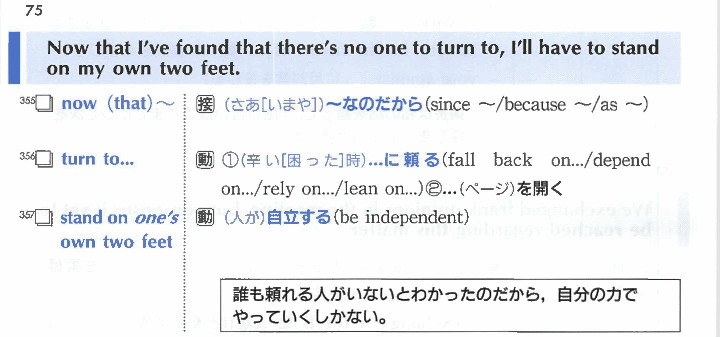 75
Now that I've found that there's no one to turn to, I'll have to stand
on my own two feet.
355 □ now (that)～ 接 (さあ[いまや])～なのだから(since ～/because ～/as ～)
356 □ turn to... 動 ①(辛い[困った]時)…に頼る(fall back on.../depend
on.../rely on.../lean on...)②…(ページ)を開く
357 □ stand on one's 動 (人が)自立する(be independent)
own two feet
誰も頼れる人がいないとわかったのだから，自分の力で
やっていくしかない。